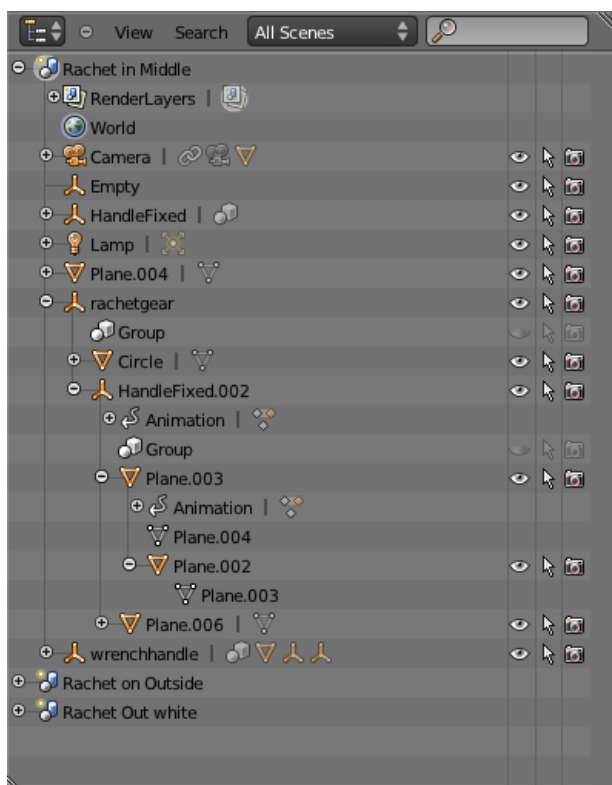 View Search All Scenes
Rachet in Middle
RenderLayers |
World
Camera |
Empty
HandleFixed |
Lamp |
Plane.004 |
rachetgear
Group
Circle |
HandleFixed.002
Animation |
Group
Plane.003
Animation |
Plane.004
Plane.002
Plane.003
Plane.006 |
wrenchhandle |
Rachet on Outside
Rachet Out white